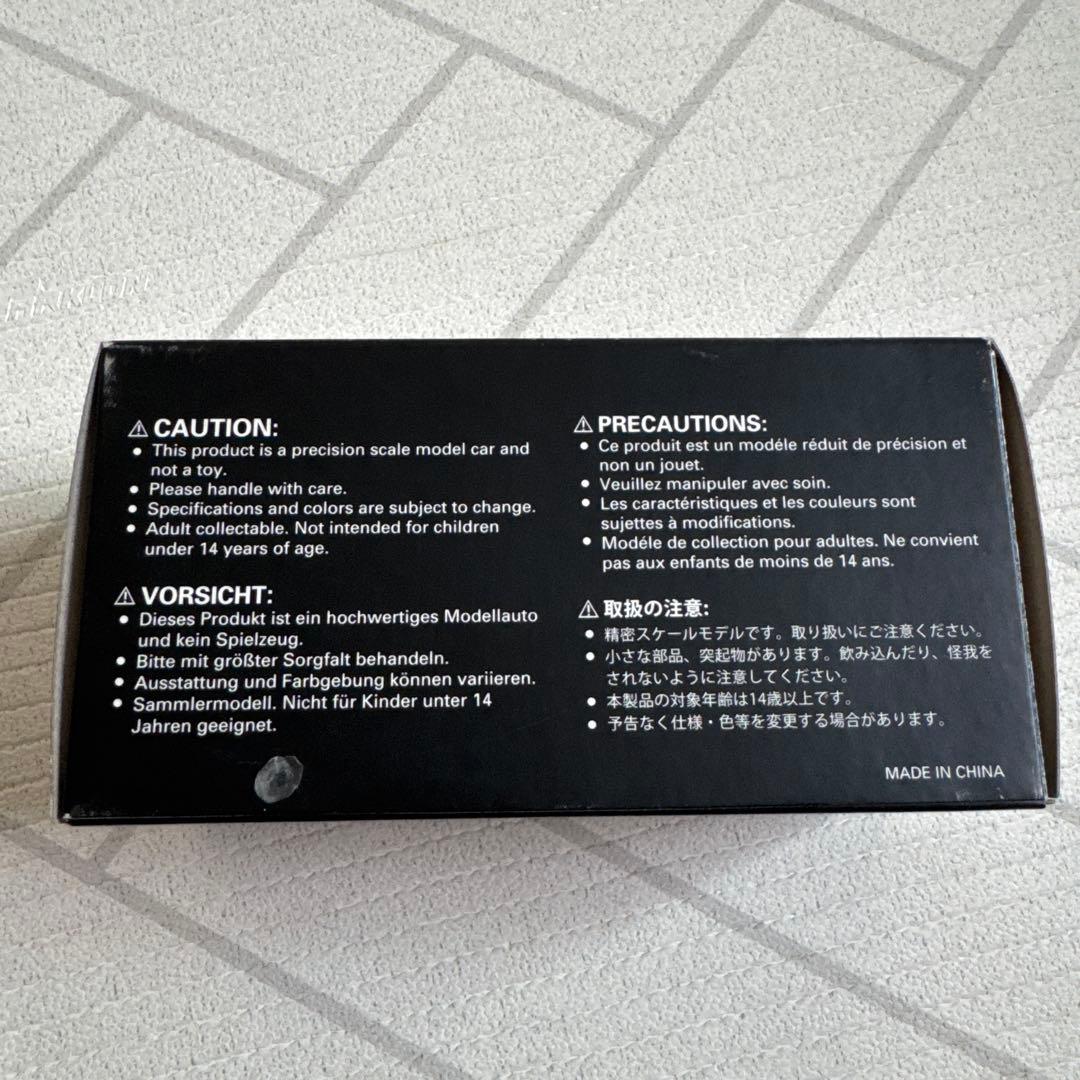 ⚠ CAUTION:
• This product is a precision scale model car and
not a toy.
• Please handle with care.
• Specifications and colors are subject to change.
• Adult collectable. Not intended for children
under 14 years of age.
⚠ VORSICHT:
• Dieses Produkt ist ein hochwertiges Modellauto
und kein Spielzeug.
• Bitte mit größter Sorgfalt behandeln.
• Ausstattung und Farbgebung können variieren.
• Sammlermodell. Nicht für Kinder unter 14
Jahren geeignet.
⚠ PRECAUTIONS:
• Ce produit est un modéle réduit de précision et
non un jouet.
• Veuillez manipuler avec soin.
• Les caractéristiques et les couleurs sont
sujettes à modifications.
• Modéle de collection pour adultes. Ne convient
pas aux enfants de moins de 14 ans.
⚠ 取扱の注意:
• 精密スケールモデルです。取り扱いにご注意ください。
• 小さな部品、突起物があります。飲み込んだり、怪我を
されないように注意してください。
• 本製品の対象年齢は14歳以上です。
• 予告なく仕様・色等を変更する場合があります。
MADE IN CHINA